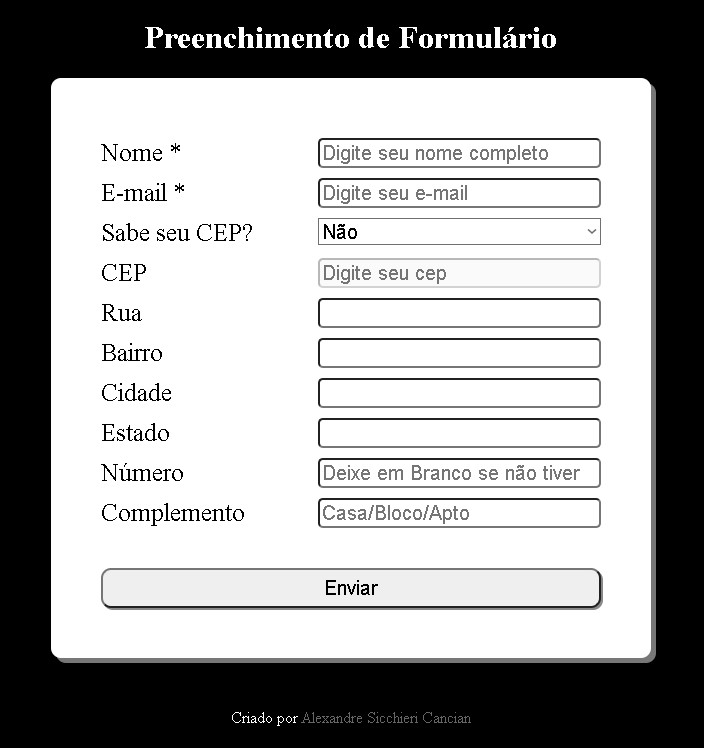 Preenchimento de Formulário
Nome * Digite seu nome completo
E-mail * Digite seu e-mail
Sabe seu CEP? Não
CEP Digite seu cep
Rua
Bairro
Cidade
Estado
Número Deixe em Branco se não tiver
Complemento Casa/Bloco/Apto
Enviar
Criado por Alexandre Sicchieri Cancian